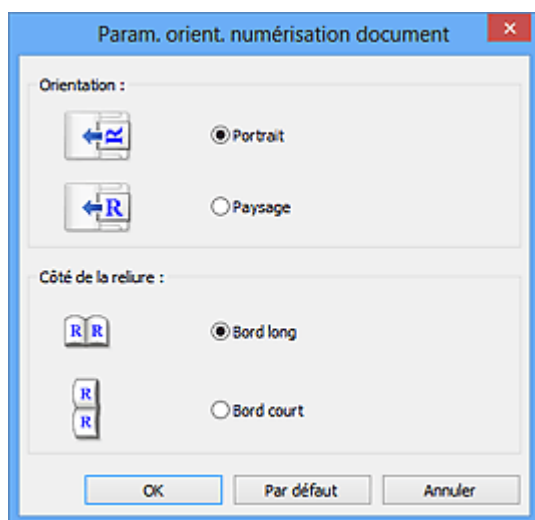 Param. orient. numérisation document
Orientation :
R
Portrait
R
Paysage
Côté de la reliure :
R R
Bord long
R
R
Bord court
OK Par défaut Annuler